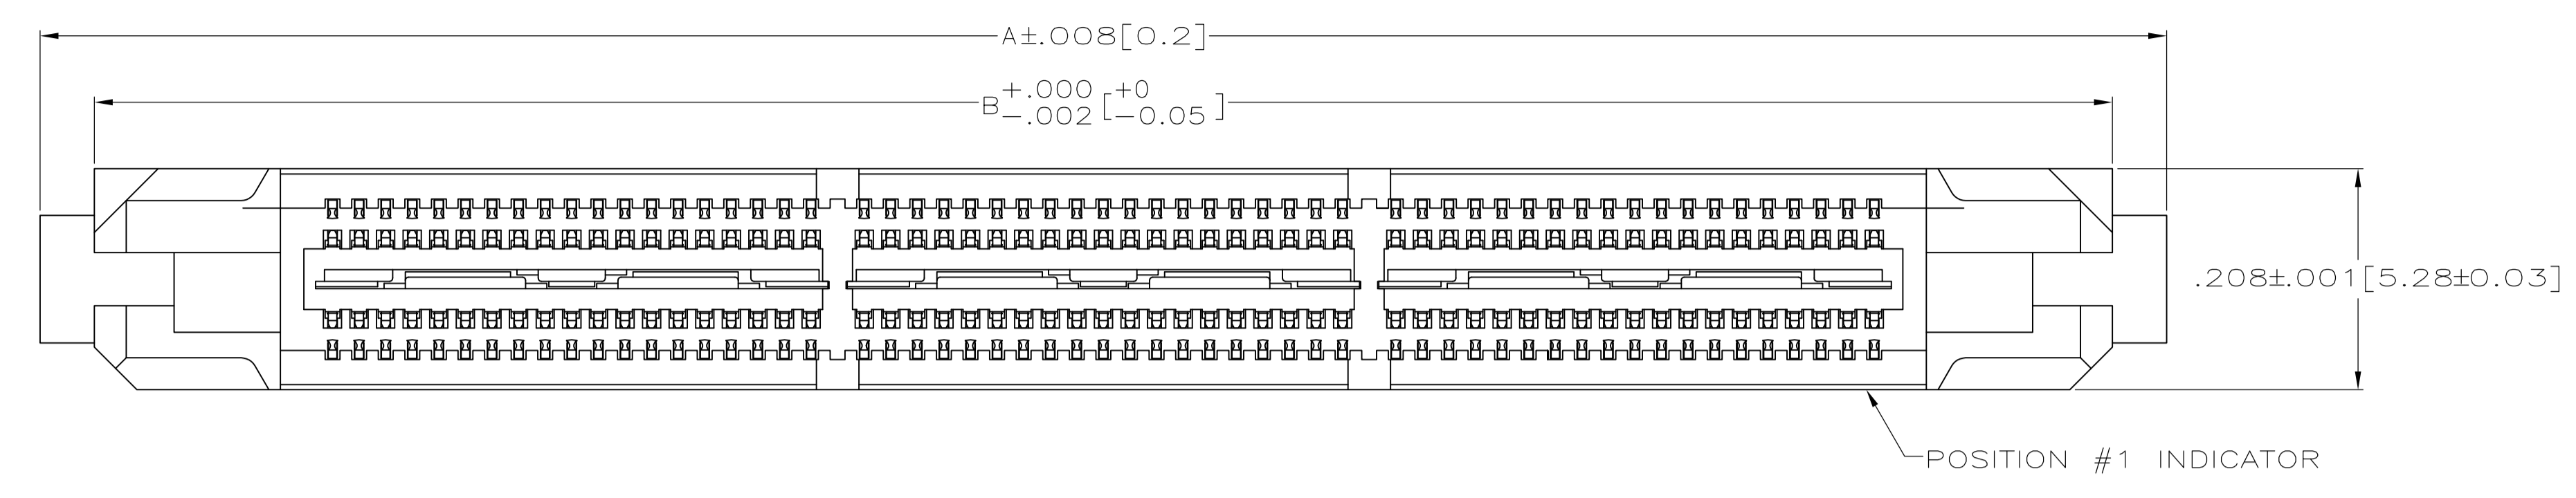 A±.008[0.2]
B +.000 [+0
-.002 [-0.05]
.208±.001[5.28±0.03]
POSITION #1 INDICATOR